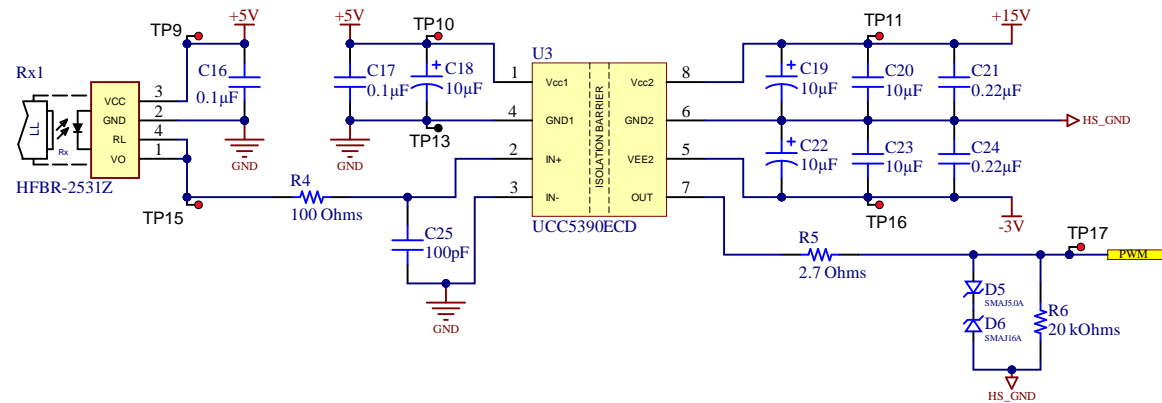 TP9
+5V
Rx1
C16
0.1µF
VCC
GND
RL
VO
3
2
4
1
LL
Rx
HFBR-2531Z
GND
TP15
R4
100 Ohms
C25
100pF
GND
+5V
TP10
C17
0.1µF
C18
10µF
TP13
GND
U3
1
4
2
3
Vcc1
GND1
IN+
IN-
ISOLATION BARRIER
Vcc2
GND2
VEE2
OUT
8
6
5
7
UCC5390ECD
TP11
+15V
C19
10µF
C20
10µF
C21
0.22µF
HS_GND
C22
10µF
C23
10µF
C24
0.22µF
TP16
-3V
R5
2.7 Ohms
TP17
PWM
D5
SMAJ5.0A
D6
SMAJ16A
R6
20 kOhms
HS_GND